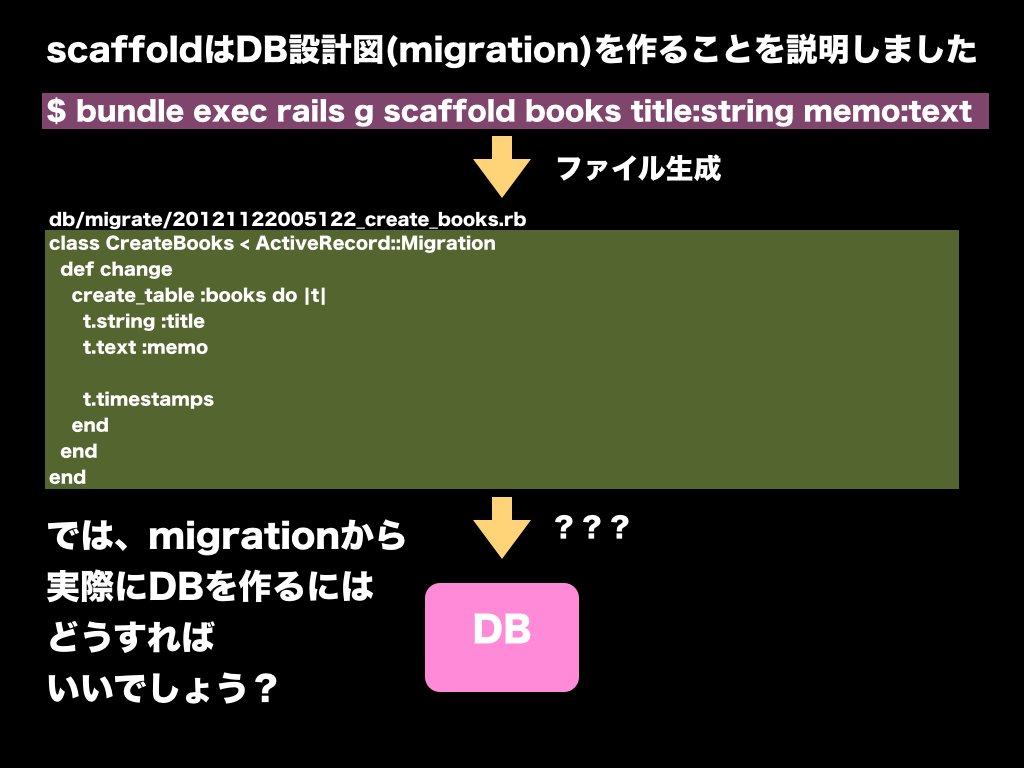 scaffoldはDB設計図(migration)を作ることを説明しました
$ bundle exec rails g scaffold books title:string memo:text
ファイル生成
db/migrate/20121122005122_create_books.rb
class CreateBooks < ActiveRecord::Migration
  def change
    create_table :books do |t|
      t.string :title
      t.text :memo
      t.timestamps
    end
  end
end
？？？
では、migrationから
実際にDBを作るには
どうすれば
いいでしょう？
DB